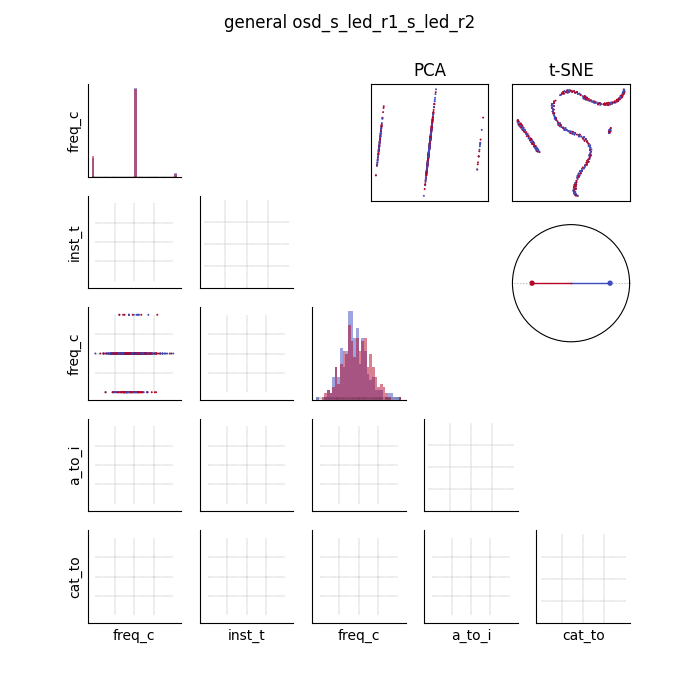 general osd_s_led_r1_s_led_r2
PCA
t-SNE
freq_c
inst_t
freq_c
a_to_i
cat_to
freq_c
inst_t
freq_c
a_to_i
cat_to